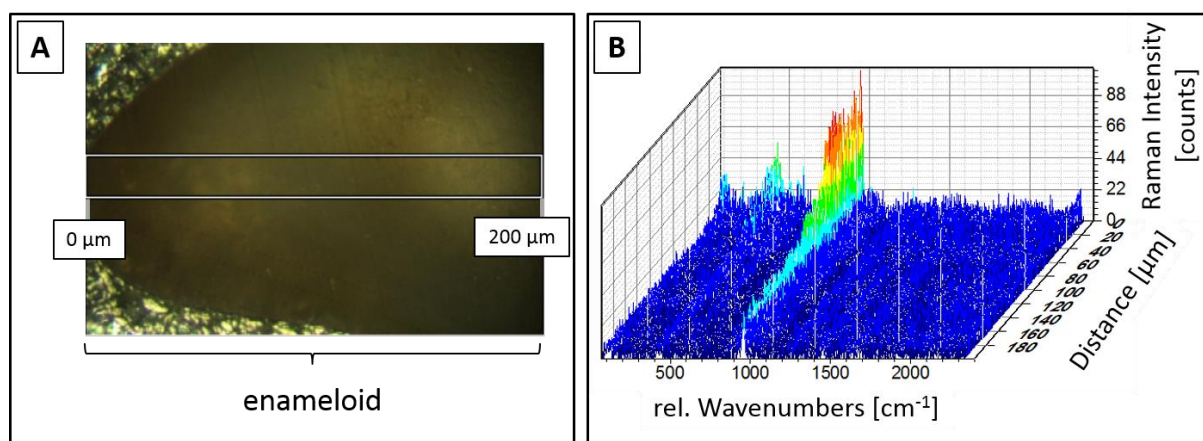 A
0 µm
200 µm
enameloid
B
88
66
44
22
0
Raman Intensity
[counts]
0
20
40
60
80
100
120
140
160
180
Distance [µm]
500
1000
1500
2000
rel. Wavenumbers [cm⁻¹]